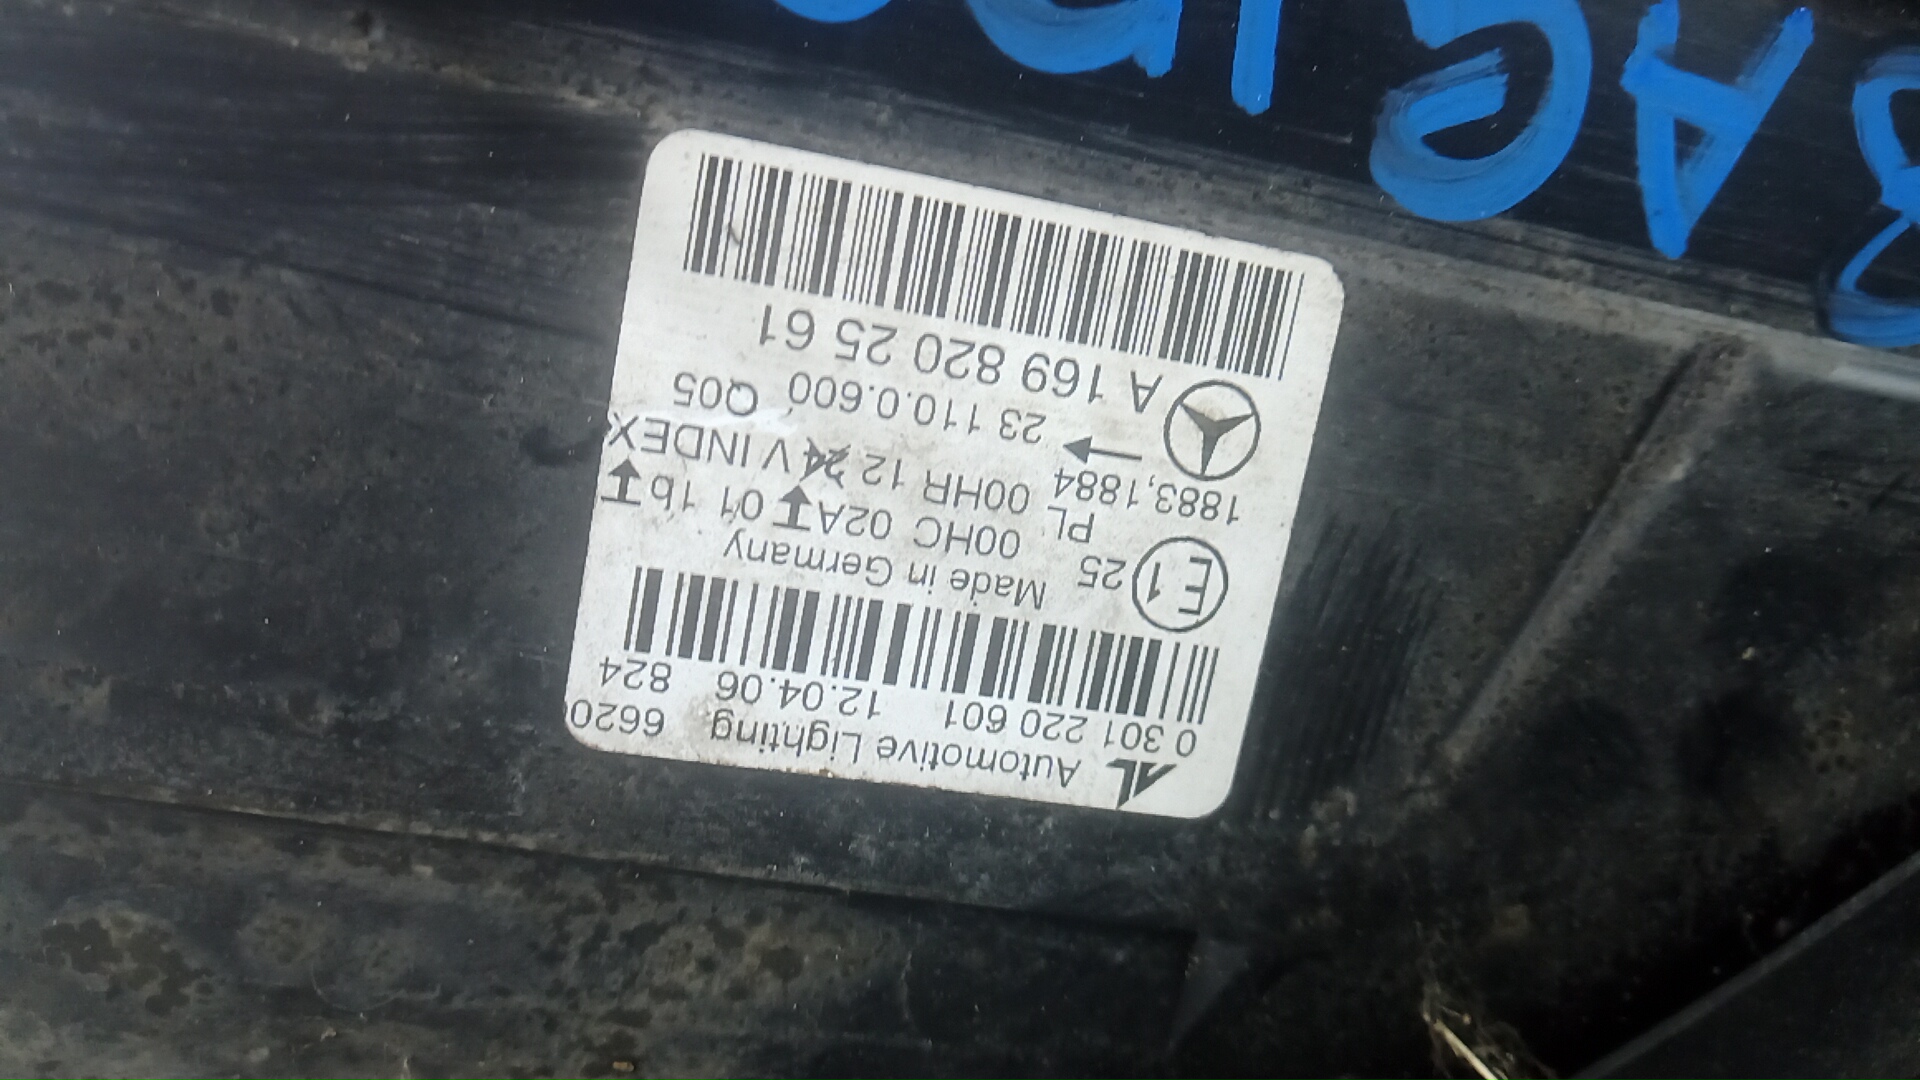 AL Automotive Lighting 6620
0 301 220 601 12.04.06 824
Made in Germany
E1 25 00HC 02A 01 1b
PL 00HR 12 24 V INDEX
1883,1884 23 110.0.600 Q05
A 169 820 25 61